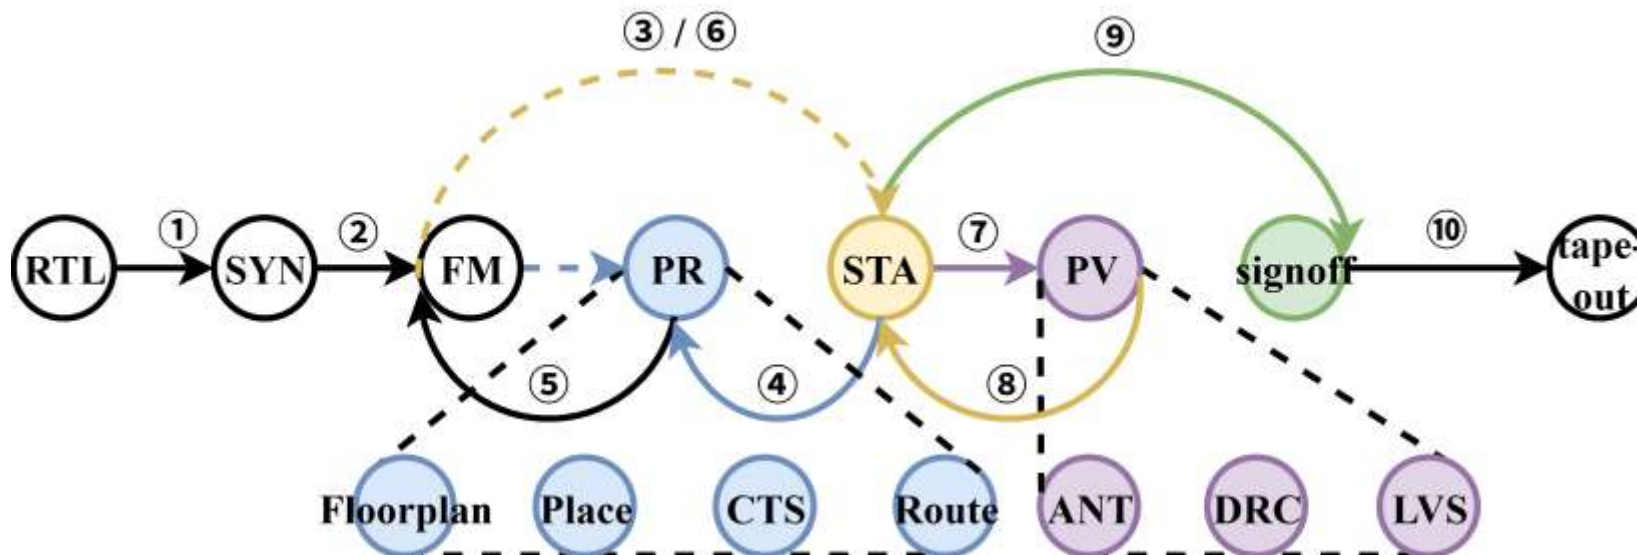 ③ / ⑥
⑨
① ② ⑦ ⑩
RTL SYN FM PR STA PV signoff tape-
out
⑤ ④ ⑧
Floorplan Place CTS Route ANT DRC LVS